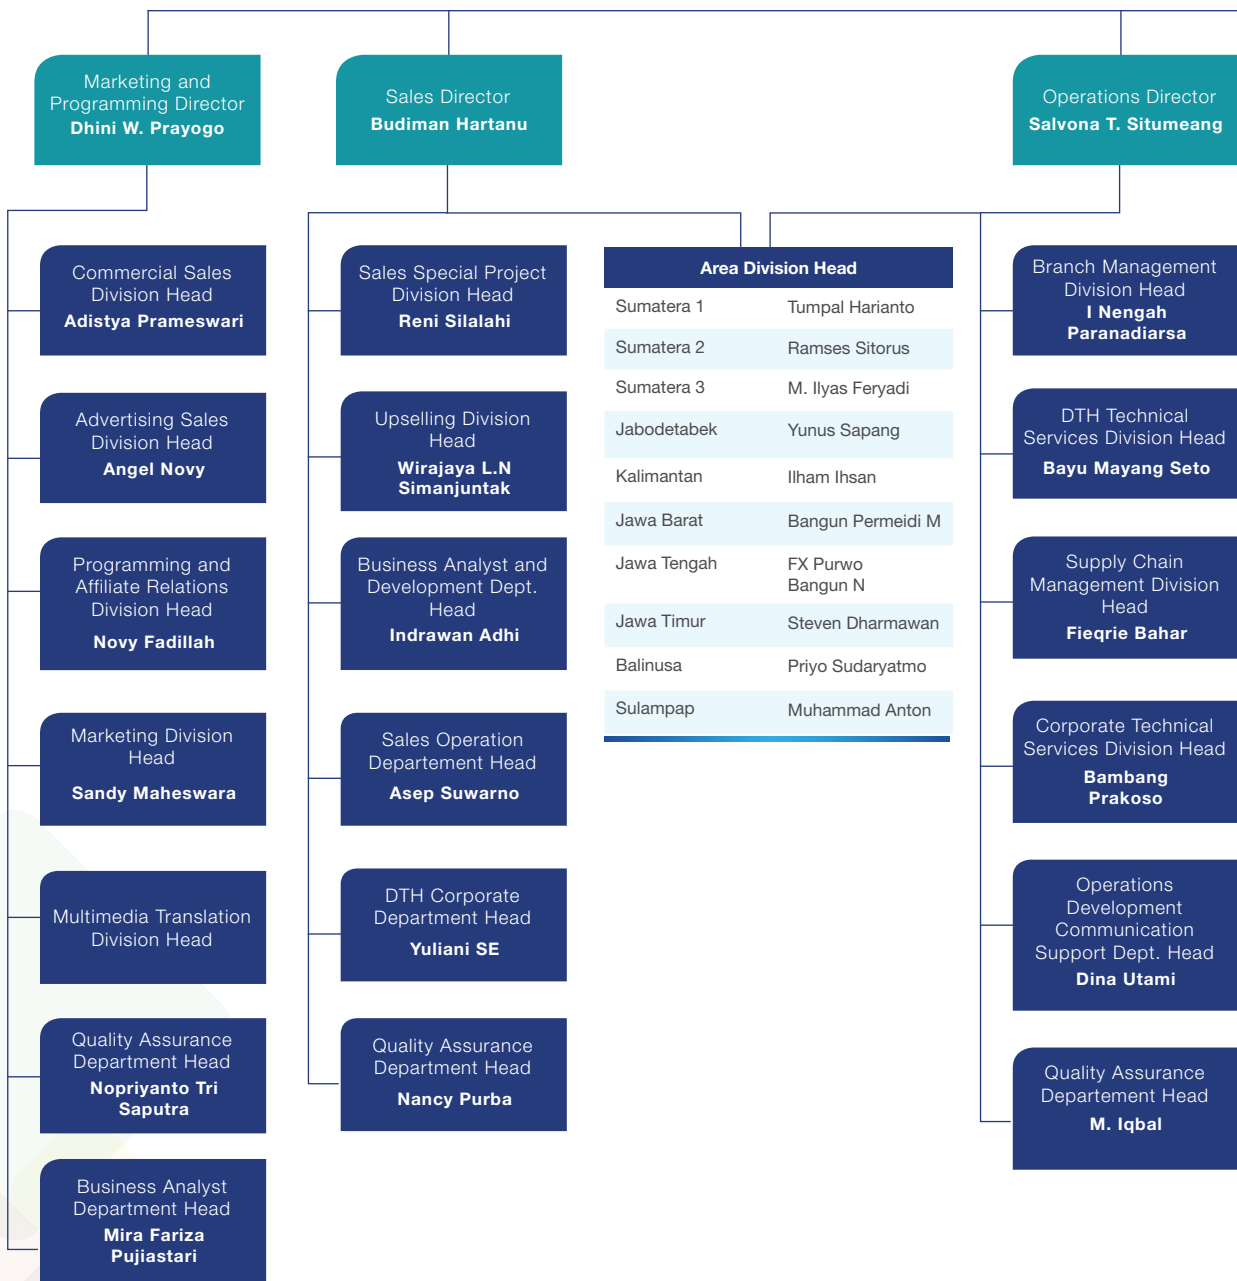 Marketing and
Programming Director
Dhini W. Prayogo
Sales Director
Budiman Hartanu
Operations Director
Salvona T. Situmeang
Commercial Sales
Division Head
Adistya Prameswari
Advertising Sales
Division Head
Angel Novy
Programming and
Affiliate Relations
Division Head
Novy Fadillah
Marketing Division
Head
Sandy Maheswara
Multimedia Translation
Division Head
Quality Assurance
Department Head
Nopriyanto Tri
Saputra
Business Analyst
Department Head
Mira Fariza
Pujiastari
Sales Special Project
Division Head
Reni Silalahi
Upselling Division
Head
Wirajaya L.N
Simanjuntak
Business Analyst and
Development Dept.
Head
Indrawan Adhi
Sales Operation
Departement Head
Asep Suwarno
DTH Corporate
Department Head
Yuliani SE
Quality Assurance
Department Head
Nancy Purba
Area Division Head
Sumatera 1 Tumpal Harianto
Sumatera 2 Ramses Sitorus
Sumatera 3 M. Ilyas Feryadi
Jabodetabek Yunus Sapang
Kalimantan Ilham Ihsan
Jawa Barat Bangun Permeidi M
Jawa Tengah FX Purwo
Bangun N
Jawa Timur Steven Dharmawan
Balinusa Priyo Sudaryatmo
Sulampap Muhammad Anton
Branch Management
Division Head
I Nengah
Paranadiarsa
DTH Technical
Services Division Head
Bayu Mayang Seto
Supply Chain
Management Division
Head
Fieqrie Bahar
Corporate Technical
Services Division Head
Bambang
Prakoso
Operations
Development
Communication
Support Dept. Head
Dina Utami
Quality Assurance
Departement Head
M. Iqbal